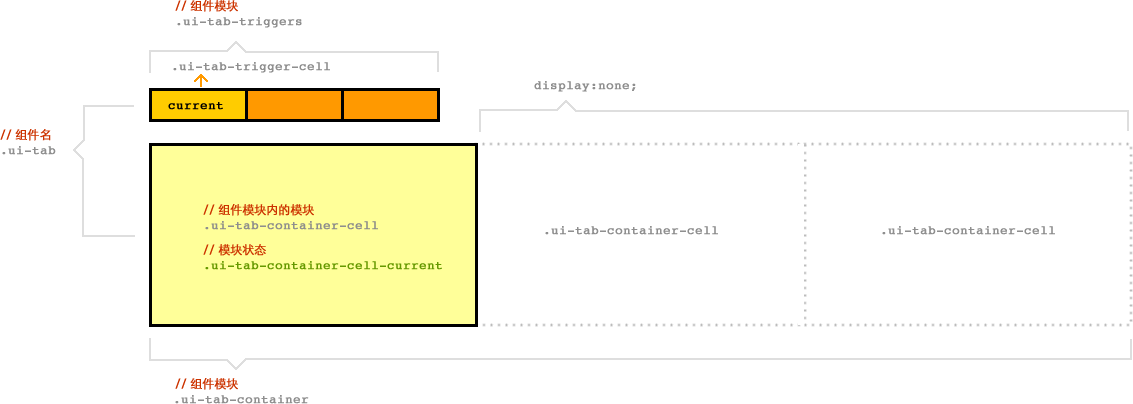 // 组件模块
.ui-tab-triggers
.ui-tab-trigger-cell
display:none;
current
// 组件名
.ui-tab
// 组件模块内的模块
.ui-tab-container-cell
// 模块状态
.ui-tab-container-cell-current
.ui-tab-container-cell
.ui-tab-container-cell
// 组件模块
.ui-tab-container